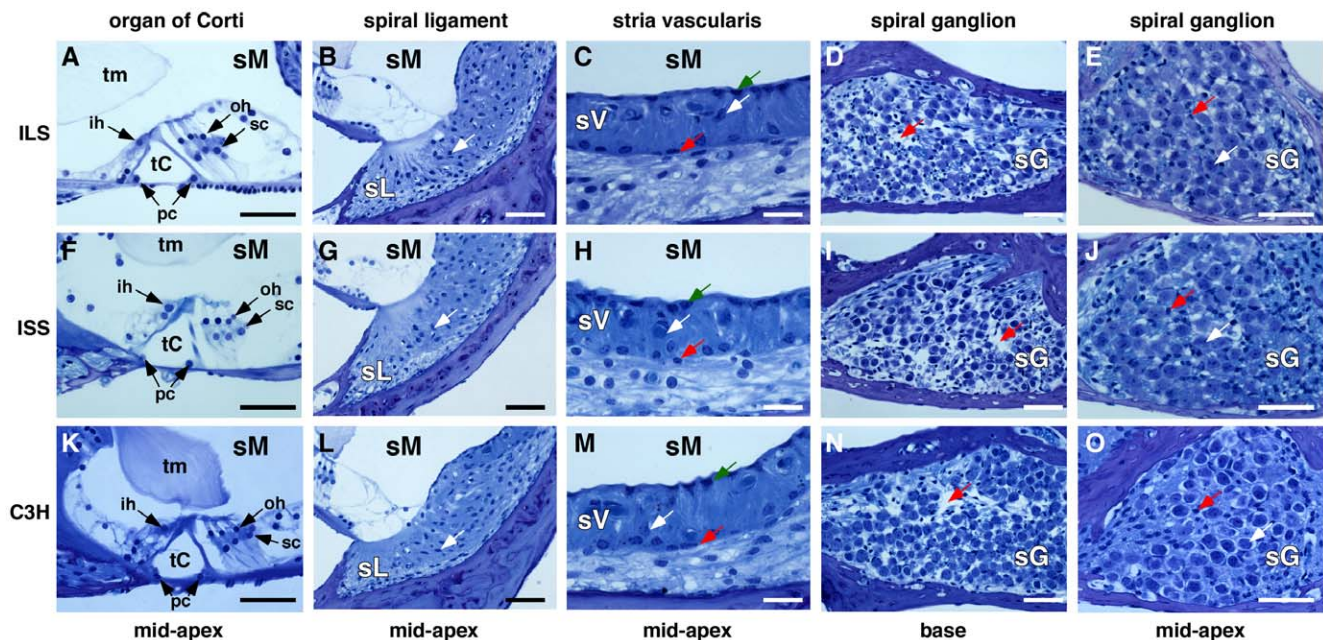 organ of Corti spiral ligament stria vascularis spiral ganglion spiral ganglion
A sM B sM C sM D E
tm
ih oh sc sV
ILS tC sL sG sG
pc
F tm sM G sM H sM I J
ih oh sc sV
ISS tC sL sG sG
pc
K sM L sM M sM N O
tm
ih oh sV
C3H tC sc sL sG sG
pc
mid-apex mid-apex mid-apex base mid-apex